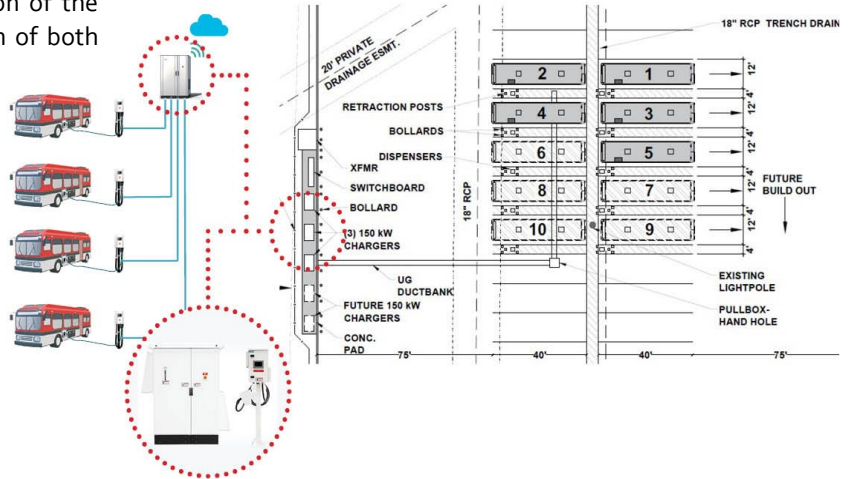 on of the
n of both
20' PRIVATE
DRAINAGE ESMT.
18" RCP TRENCH DRAIN
RETRACTION POSTS
BOLLARDS
DISPENSERS
XFMR
SWITCHBOARD
BOLLARD
(3) 150 kW
CHARGERS
UG
DUCTBANK
FUTURE 150 kW
CHARGERS
CONC.
PAD
18" RCP
2
1
4
3
6
5
8
7
10
9
12'
4'
12'
4'
12'
4'
12'
4'
12'
4'
FUTURE
BUILD OUT
EXISTING
LIGHTPOLE
PULLBOX-
HAND HOLE
75'
40'
40'
75'